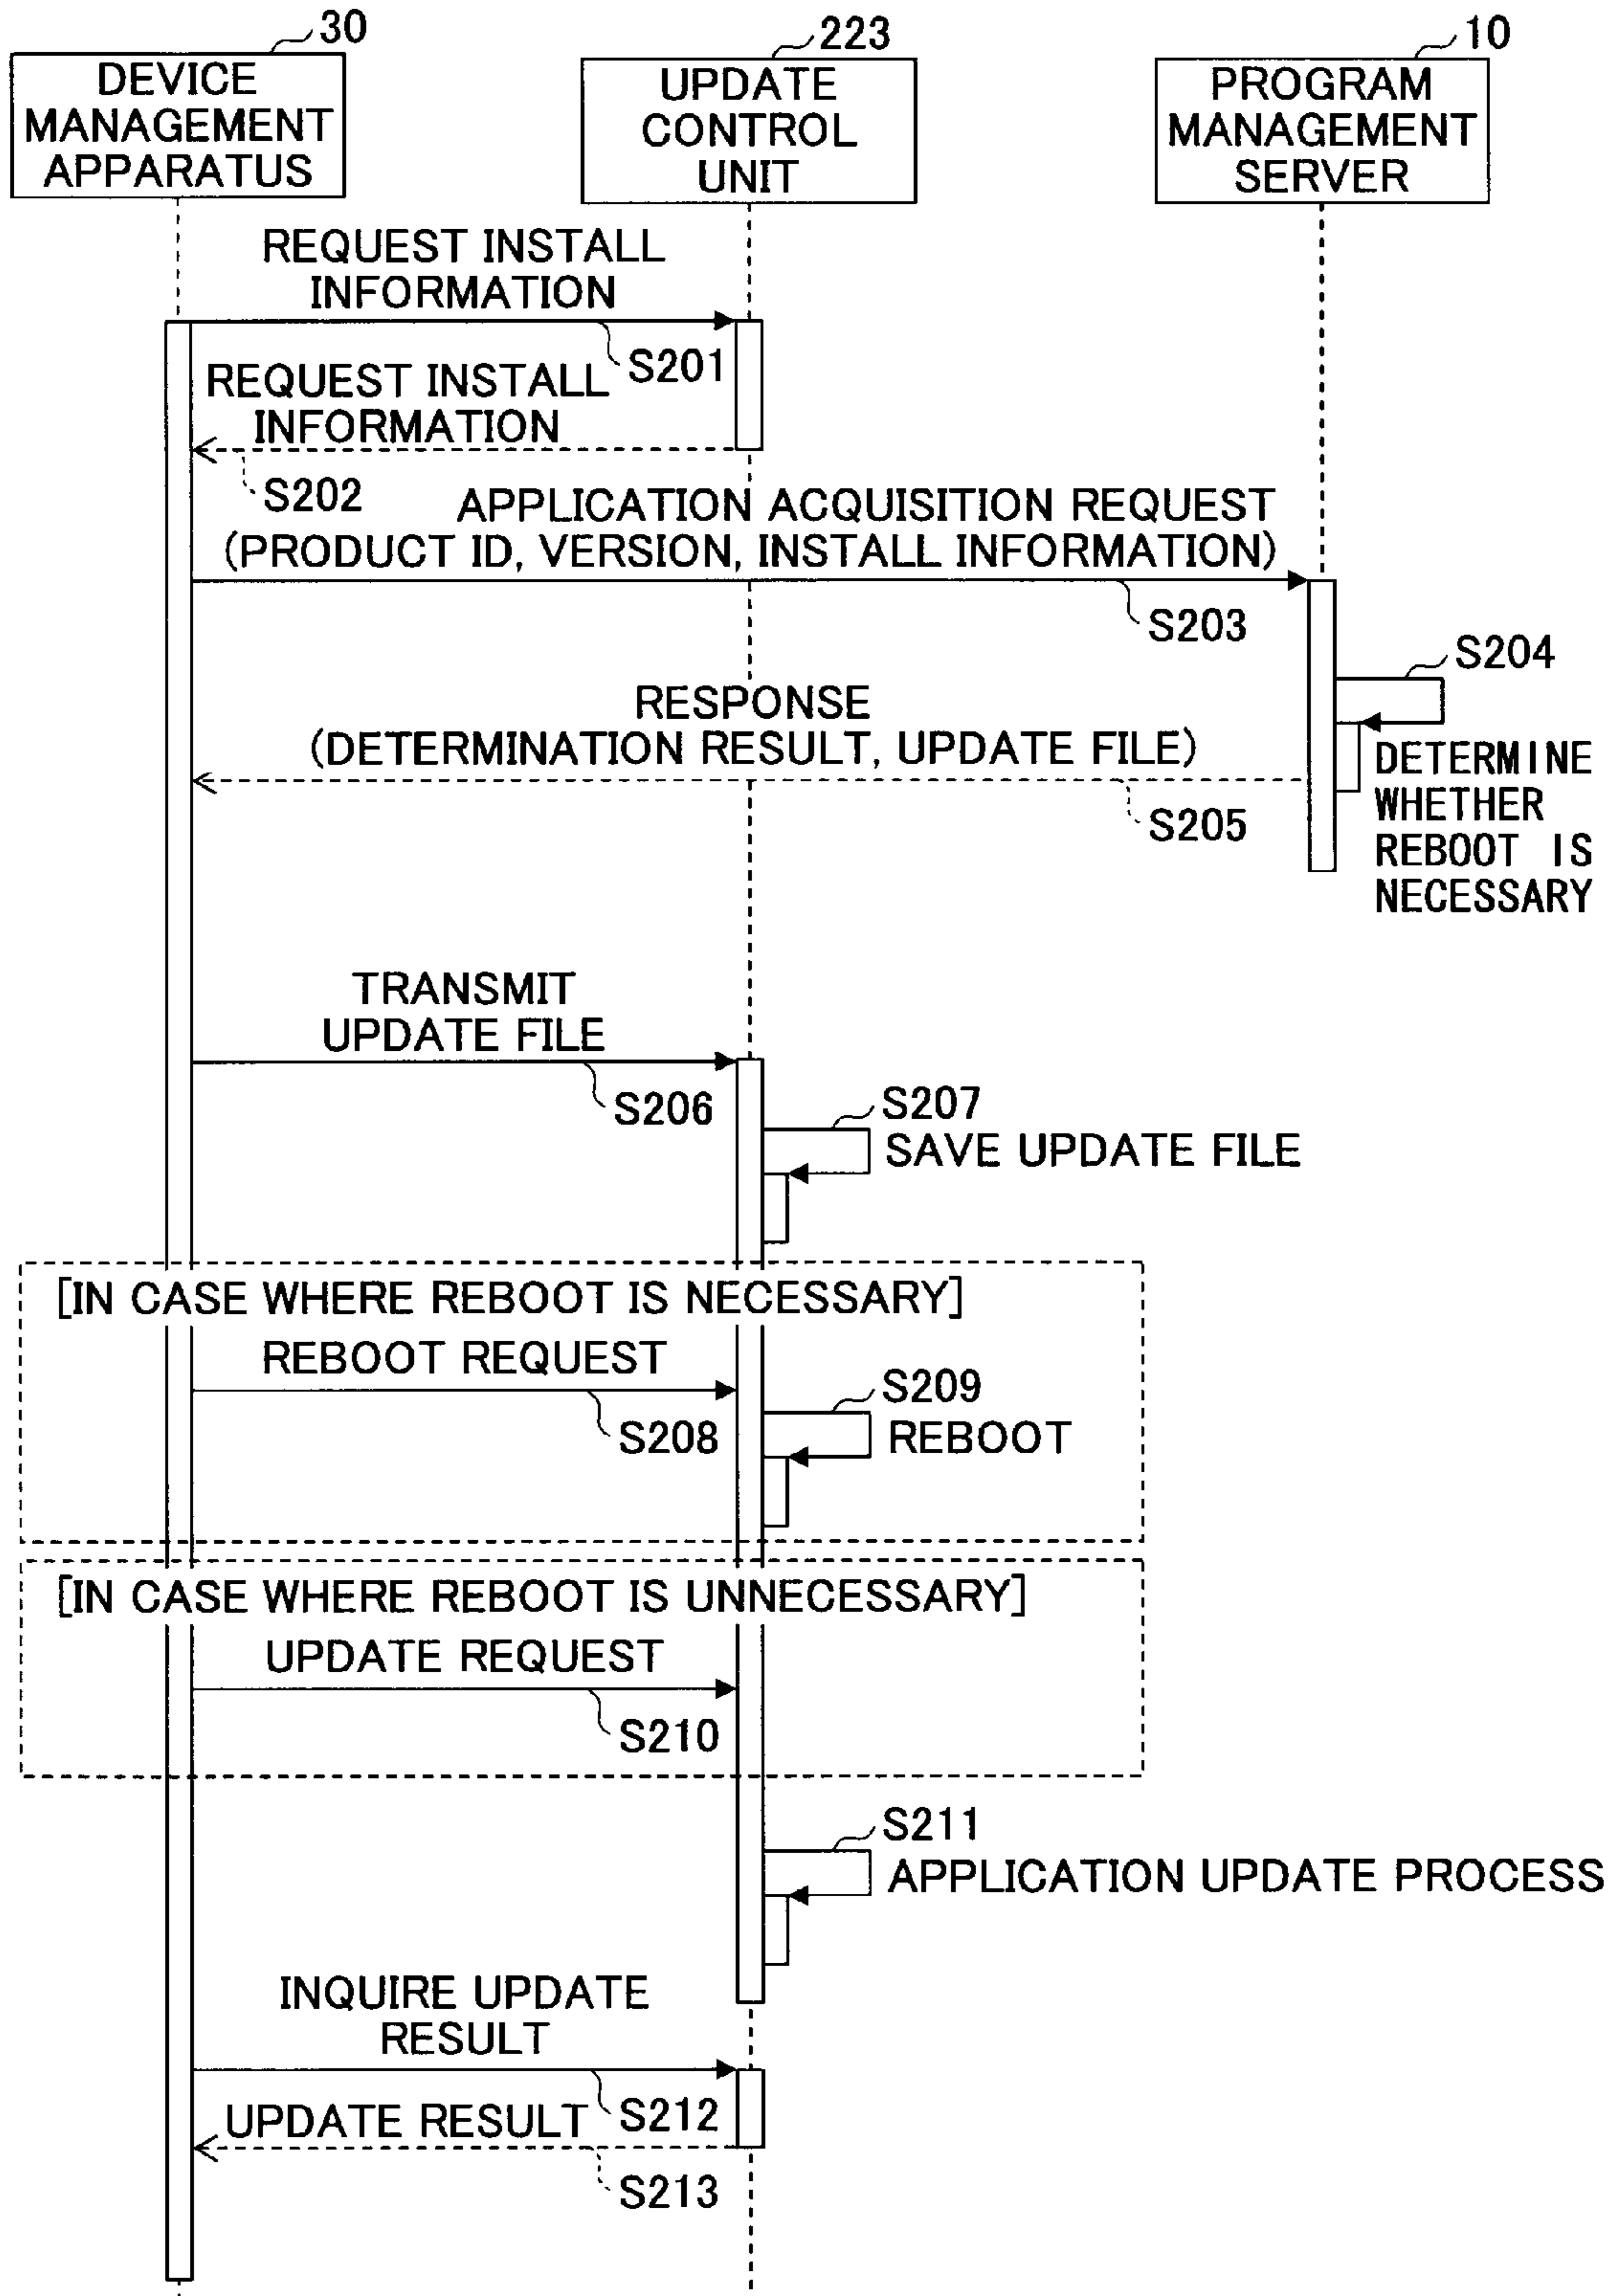 30
DEVICE
MANAGEMENT
APPARATUS
223
UPDATE
CONTROL
UNIT
10
PROGRAM
MANAGEMENT
SERVER
REQUEST INSTALL
INFORMATION
S201
REQUEST INSTALL
INFORMATION
S202
APPLICATION ACQUISITION REQUEST
(PRODUCT ID, VERSION, INSTALL INFORMATION)
S203
S204
DETERMINE
WHETHER
REBOOT IS
NECESSARY
RESPONSE
(DETERMINATION RESULT, UPDATE FILE)
S205
TRANSMIT
UPDATE FILE
S206
S207
SAVE UPDATE FILE
[IN CASE WHERE REBOOT IS NECESSARY]
REBOOT REQUEST
S208
S209
REBOOT
[IN CASE WHERE REBOOT IS UNNECESSARY]
UPDATE REQUEST
S210
S211
APPLICATION UPDATE PROCESS
INQUIRE UPDATE
RESULT
S212
UPDATE RESULT
S213